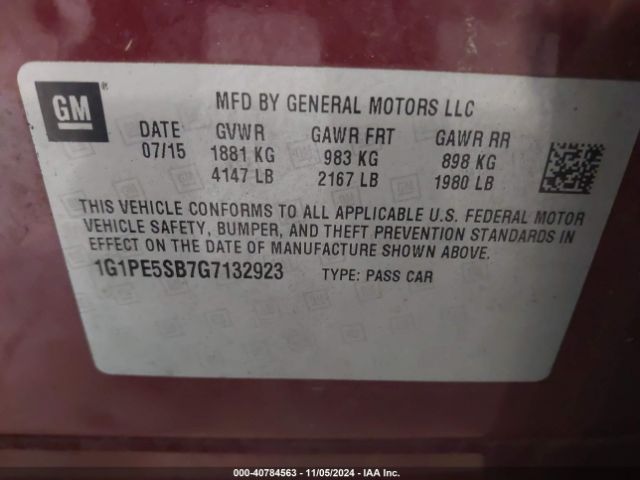 GM
MFD BY GENERAL MOTORS LLC
DATE GVWR GAWR FRT GAWR RR
07/15 1881 KG 983 KG 898 KG
4147 LB 2167 LB 1980 LB
THIS VEHICLE CONFORMS TO ALL APPLICABLE U.S. FEDERAL MOTOR
VEHICLE SAFETY, BUMPER, AND THEFT PREVENTION STANDARDS IN
EFFECT ON THE DATE OF MANUFACTURE SHOWN ABOVE.
1G1PE5SB7G7132923 TYPE: PASS CAR
000-40784563 - 11/05/2024 - IAAI.com